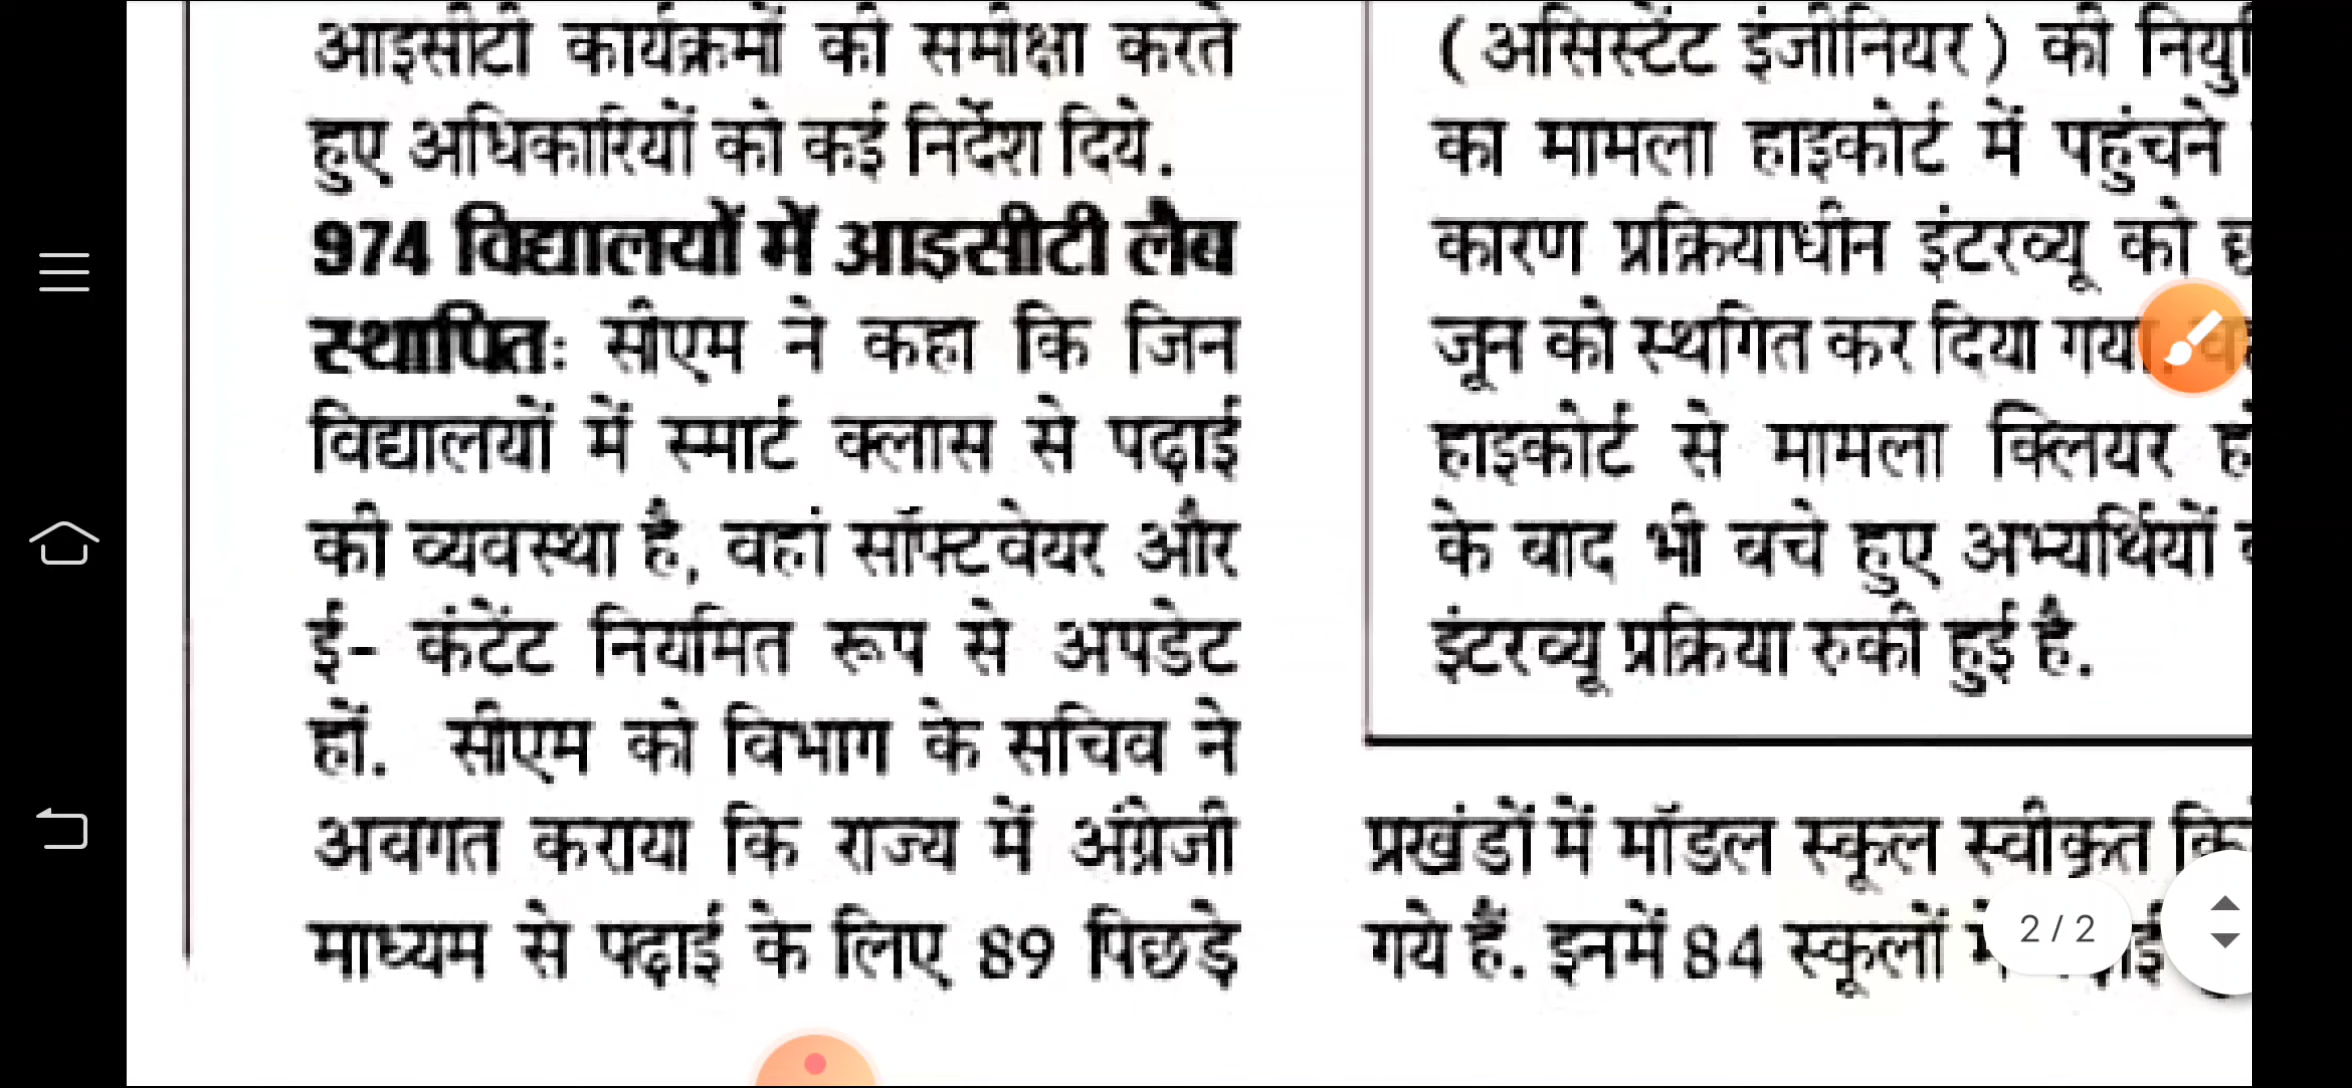 आइसीटी कार्यक्रमों की समीक्षा करते
हुए अधिकारियों को कई निर्देश दिये.
974 विद्यालयों में आइसीटी लैब
स्थापितः सीएम ने कहा कि जिन
विद्यालयों में स्मार्ट क्लास से पढ़ाई
की व्यवस्था है, वहां सॉफ्टवेयर और
ई- कंटेंट नियमित रूप से अपडेट
हों. सीएम को विभाग के सचिव ने
अवगत कराया कि राज्य में अंग्रेजी
माध्यम से पढ़ाई के लिए 89 पिछड़े
(असिस्टेंट इंजीनियर) की
का मामला हाइकोर्ट में पहुंचने
कारण प्रक्रियाधीन इंटरव्यू को
जून को स्थगित कर दिया
हाइकोर्ट से मामला क्लियर
के बाद भी बचे हुए अभ्यर्थियों
इंटरव्यू प्रक्रिया रुकी हुई है.
प्रखंडों में मॉडल स्कूल स्वीकृत
गये हैं. इनमें 84 स्कूलों
2 / 2